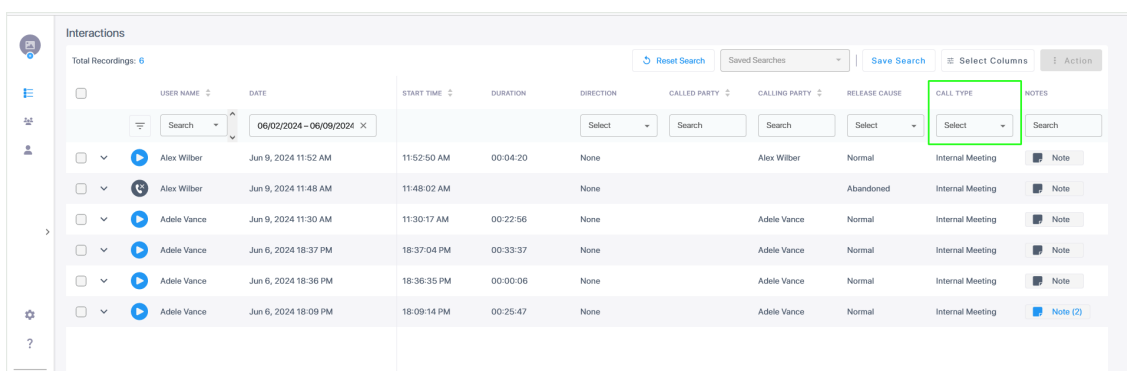 Interactions
Total Recordings: 6
Reset Search Saved Searches Save Search Select Columns Action
USER NAME DATE START TIME DURATION DIRECTION CALLED PARTY CALLING PARTY RELEASE CAUSE CALL TYPE NOTES
Search 06/02/2024 – 06/09/2024 × Select Search Search Select Select Search
Alex Wilber Jun 9, 2024 11:52 AM 11:52:50 AM 00:04:20 None Alex Wilber Normal Internal Meeting Note
Alex Wilber Jun 9, 2024 11:48 AM 11:48:02 AM None Abandoned Internal Meeting Note
Adele Vance Jun 9, 2024 11:30 AM 11:30:17 AM 00:22:56 None Adele Vance Normal Internal Meeting Note
Adele Vance Jun 6, 2024 18:37 PM 18:37:04 PM 00:33:37 None Adele Vance Normal Internal Meeting Note
Adele Vance Jun 6, 2024 18:36 PM 18:36:35 PM 00:00:06 None Adele Vance Normal Internal Meeting Note
Adele Vance Jun 6, 2024 18:09 PM 18:09:14 PM 00:25:47 None Adele Vance Normal Internal Meeting Note (2)
?